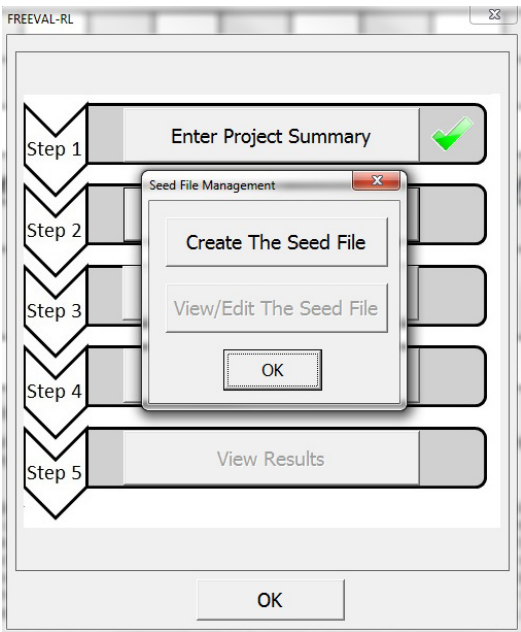 FREEVAL-RL
Step 1
Enter Project Summary
Seed File Management
Step 2
Create The Seed File
Step 3
View/Edit The Seed File
Step 4
OK
Step 5
View Results
OK